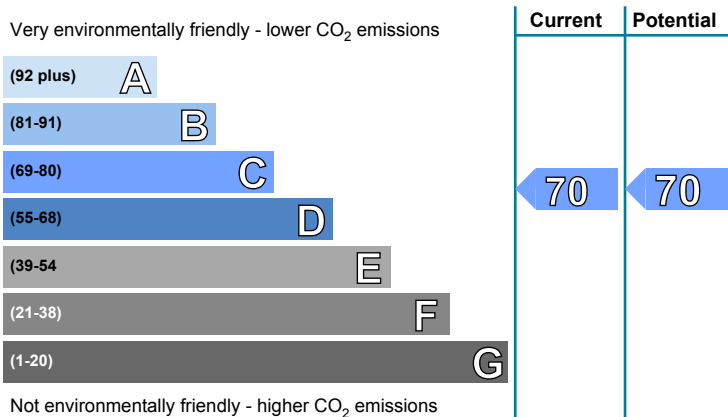 Current Potential
Very environmentally friendly - lower CO₂ emissions
(92 plus) A
(81-91) B
(69-80) C
70 70
(55-68) D
(39-54 E
(21-38) F
(1-20) G
Not environmentally friendly - higher CO₂ emissions